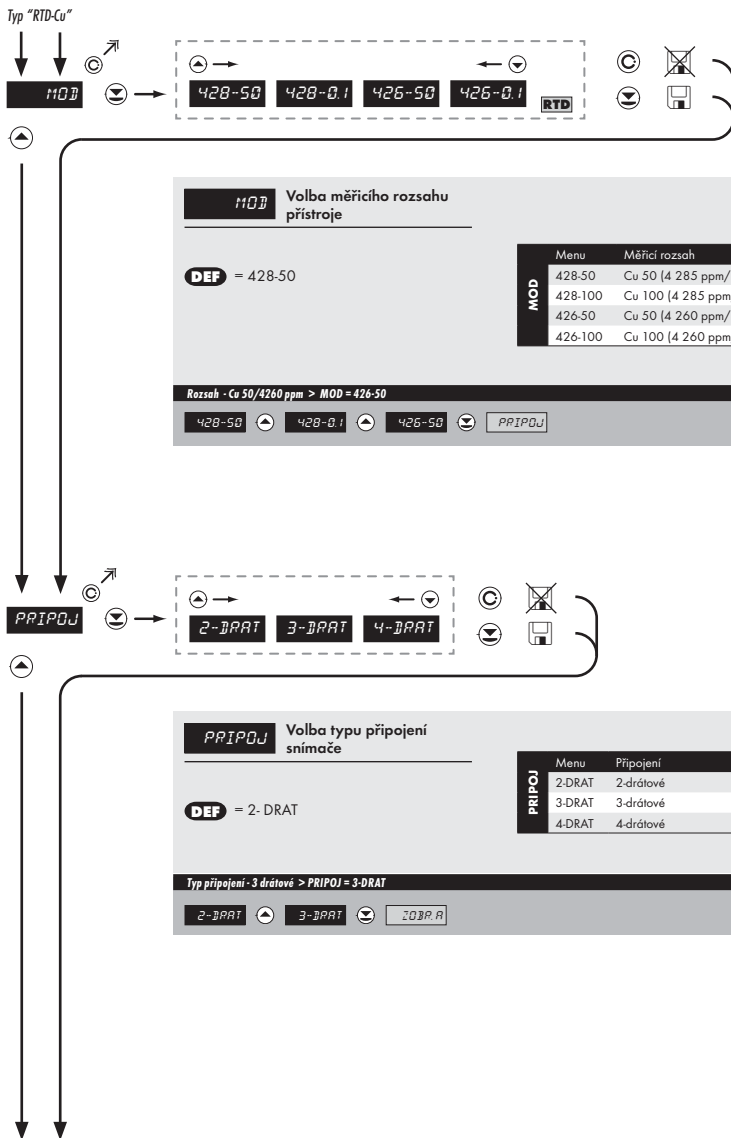 Typ “RTD-Cu”
MOD
428-50 428-0.1 426-50 426-0.1 RTD
MOD Volba měřicího rozsahu
přístroje
DEF = 428-50
MOD
Menu Měřicí rozsah
428-50 Cu 50 (4 285 ppm/
428-100 Cu 100 (4 285 ppm
426-50 Cu 50 (4 260 ppm/
426-100 Cu 100 (4 260 ppm
Rozsah - Cu 50/4260 ppm > MOD = 426-50
428-50 428-0.1 426-50 PRIPOJ
PRIPOJ
2-DRAT 3-DRAT 4-DRAT
PRIPOJ Volba typu připojení
snímače
DEF = 2- DRAT
PRIPOJ
Menu Připojení
2-DRAT 2-drátové
3-DRAT 3-drátové
4-DRAT 4-drátové
Typ připojení - 3 drátové > PRIPOJ = 3-DRAT
2-DRAT 3-DRAT ZOBR. A